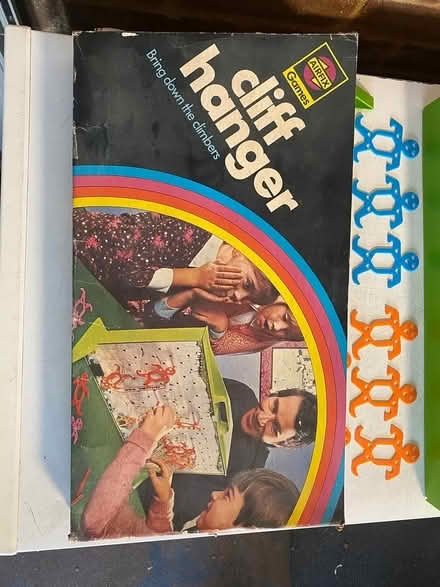 AIRFIX
Games
cliff
hanger
Bring down the climbers